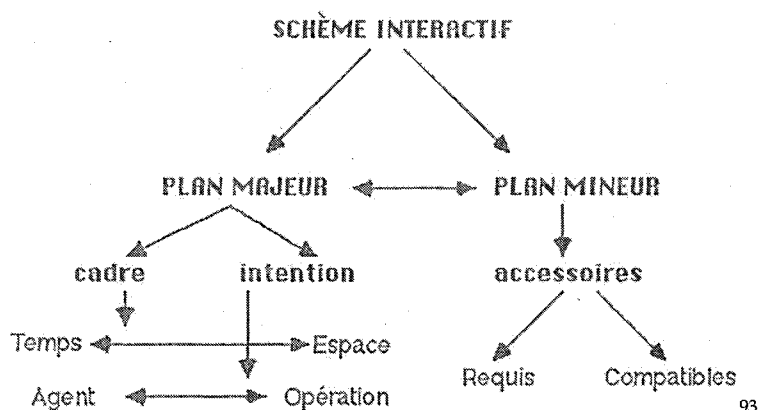 SCHÈME INTERACTIF
PLAN MAJEUR PLAN MINEUR
cadre intention accessoires
Temps Espace
Requis Compatibles
Agent Opération
93